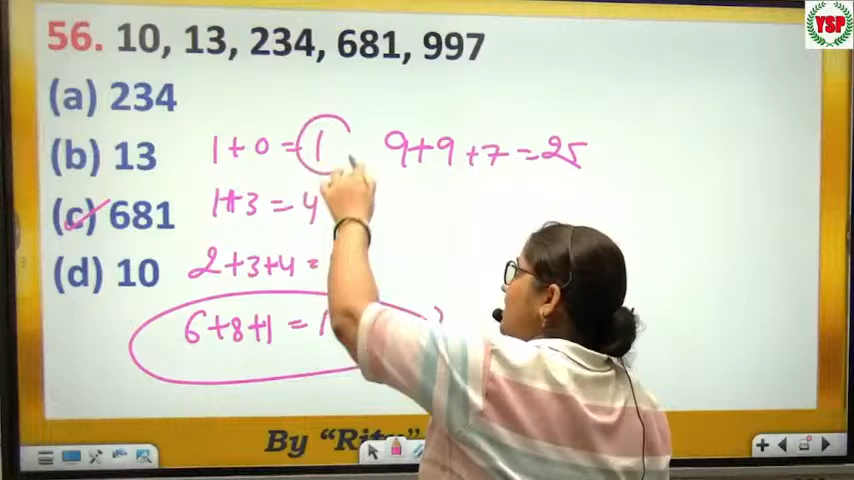 YSP
56. 10, 13, 234, 681, 997
(a) 234
(b) 13
(c) 681
(d) 10
1+0=1
9+9+7=25
1+3=4
2+3+4=
6+8+1=1
By